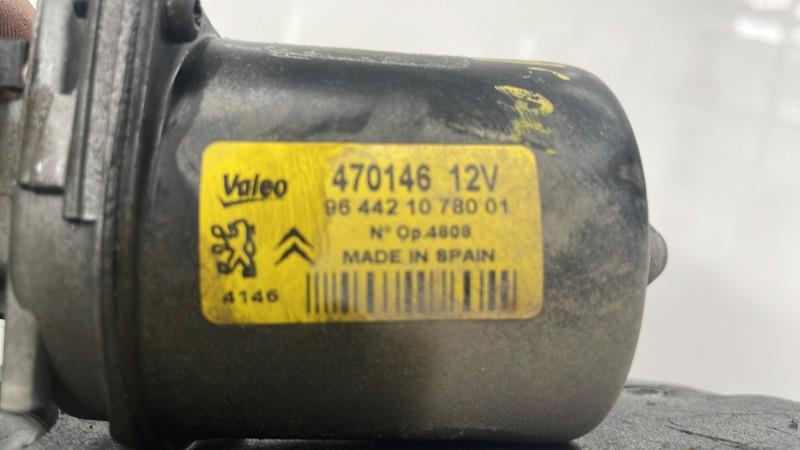 Valeo 470146 12V
96 442 10 780 01
N° Op.4808
MADE IN SPAIN
4146